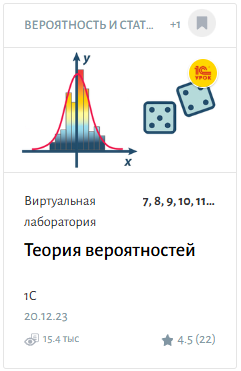 ВЕРОЯТНОСТЬ И СТАТ... +1
y
1С
УРОК
x
Виртуальная 7, 8, 9, 10, 11...
лаборатория
Теория вероятностей
1С
20.12.23
15.4 тыс 4.5 (22)